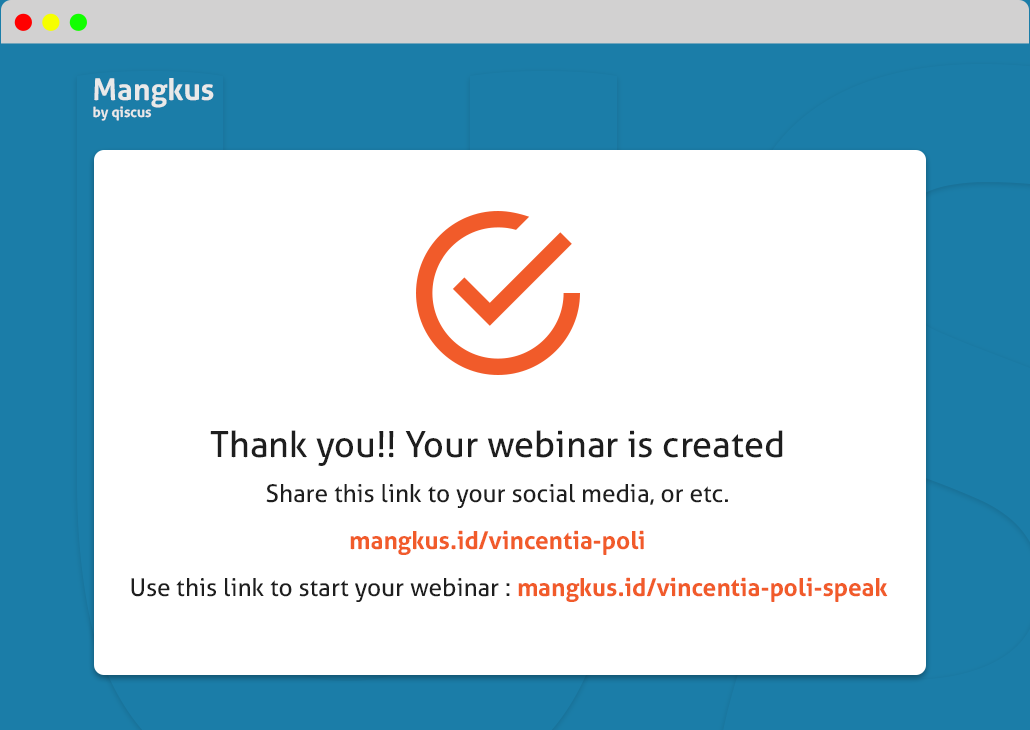 Mangkus
by qiscus
Thank you!! Your webinar is created
Share this link to your social media, or etc.
mangkus.id/vincentia-poli
Use this link to start your webinar : mangkus.id/vincentia-poli-speak